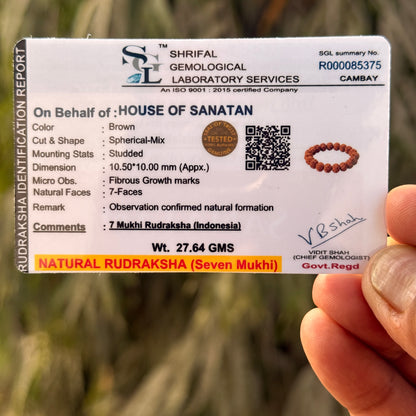 RUDRAKSHA IDENTIFICATION REPORT
SGL
SHRIFAL
GEMOLOGICAL
LABORATORY SERVICES
An ISO 9001 : 2015 certified Company
SGL summary No.
R000085375
CAMBAY
On Behalf of : HOUSE OF SANATAN
Color : Brown
Cut & Shape : Spherical-Mix
Mounting Stats : Studded
Dimension : 10.50*10.00 mm (Appx.)
Micro Obs. : Fibrous Growth marks
Natural Faces : 7-Faces
Remark : Observation confirmed natural formation
Comments : 7 Mukhi Rudraksha (Indonesia)
Wt. 27.64 GMS
NATURAL RUDRAKSHA (Seven Mukhi)
TESTED
VBShah
VIDIT SHAH
(CHIEF GEMOLOGIST)
Govt.Regd